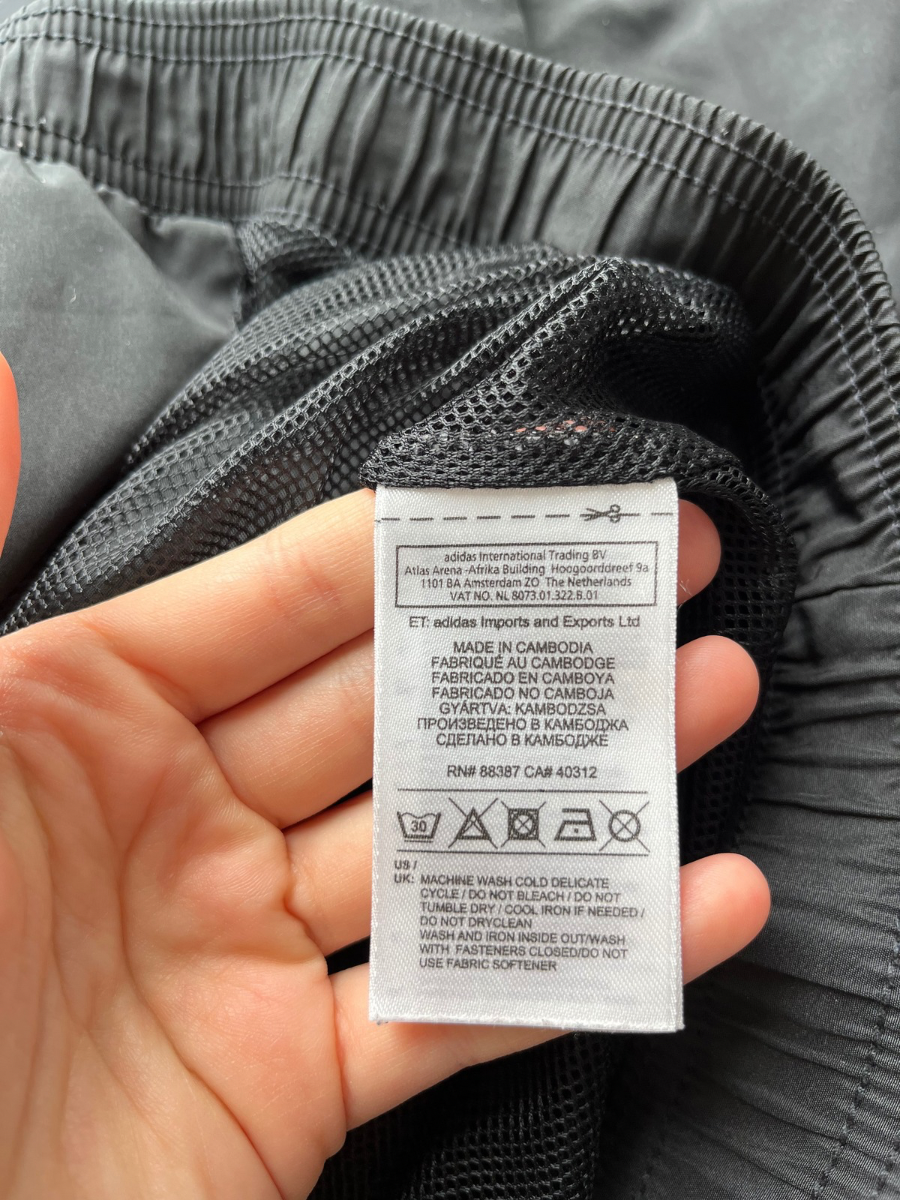 adidas International Trading BV
Atlas Arena -Afrika Building Hoogoorddreef 9a
1101 BA Amsterdam ZO The Netherlands
VAT NO. NL 8073.01.322.B.01
ET: adidas Imports and Exports Ltd
MADE IN CAMBODIA
FABRIQUÉ AU CAMBODGE
FABRICADO EN CAMBOYA
FABRICADO NO CAMBOJA
GYÁRTVA: KAMBODZSA
ПРОИЗВЕДЕНО В КАМБОДЖА
СДЕЛАНО В КАМБОДЖЕ
RN# 88387 CA# 40312
30
US /
UK: MACHINE WASH COLD DELICATE
CYCLE / DO NOT BLEACH / DO NOT
TUMBLE DRY / COOL IRON IF NEEDED /
DO NOT DRYCLEAN
WASH AND IRON INSIDE OUT/WASH
WITH FASTENERS CLOSED/DO NOT
USE FABRIC SOFTENER